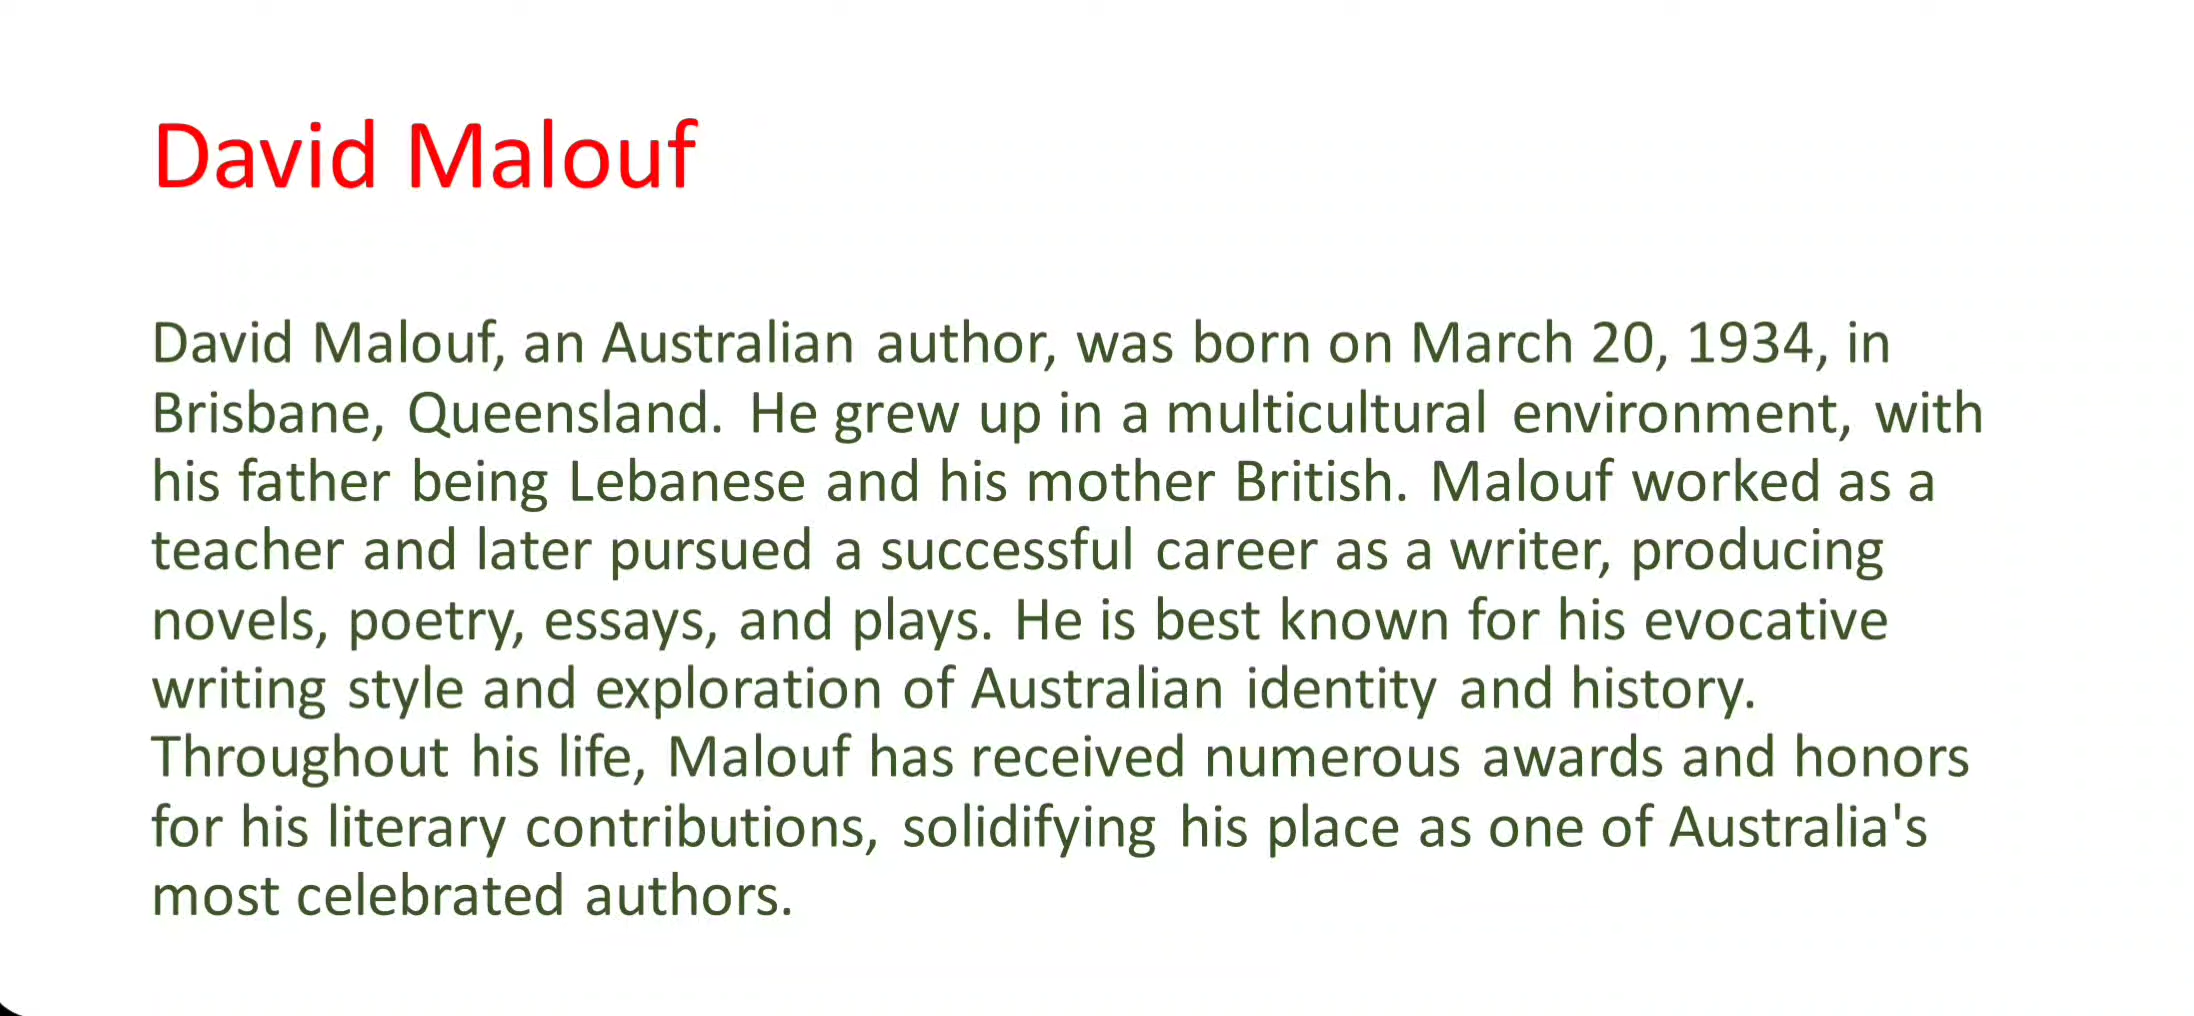 David Malouf
David Malouf, an Australian author, was born on March 20, 1934, in
Brisbane, Queensland. He grew up in a multicultural environment, with
his father being Lebanese and his mother British. Malouf worked as a
teacher and later pursued a successful career as a writer, producing
novels, poetry, essays, and plays. He is best known for his evocative
writing style and exploration of Australian identity and history.
Throughout his life, Malouf has received numerous awards and honors
for his literary contributions, solidifying his place as one of Australia's
most celebrated authors.